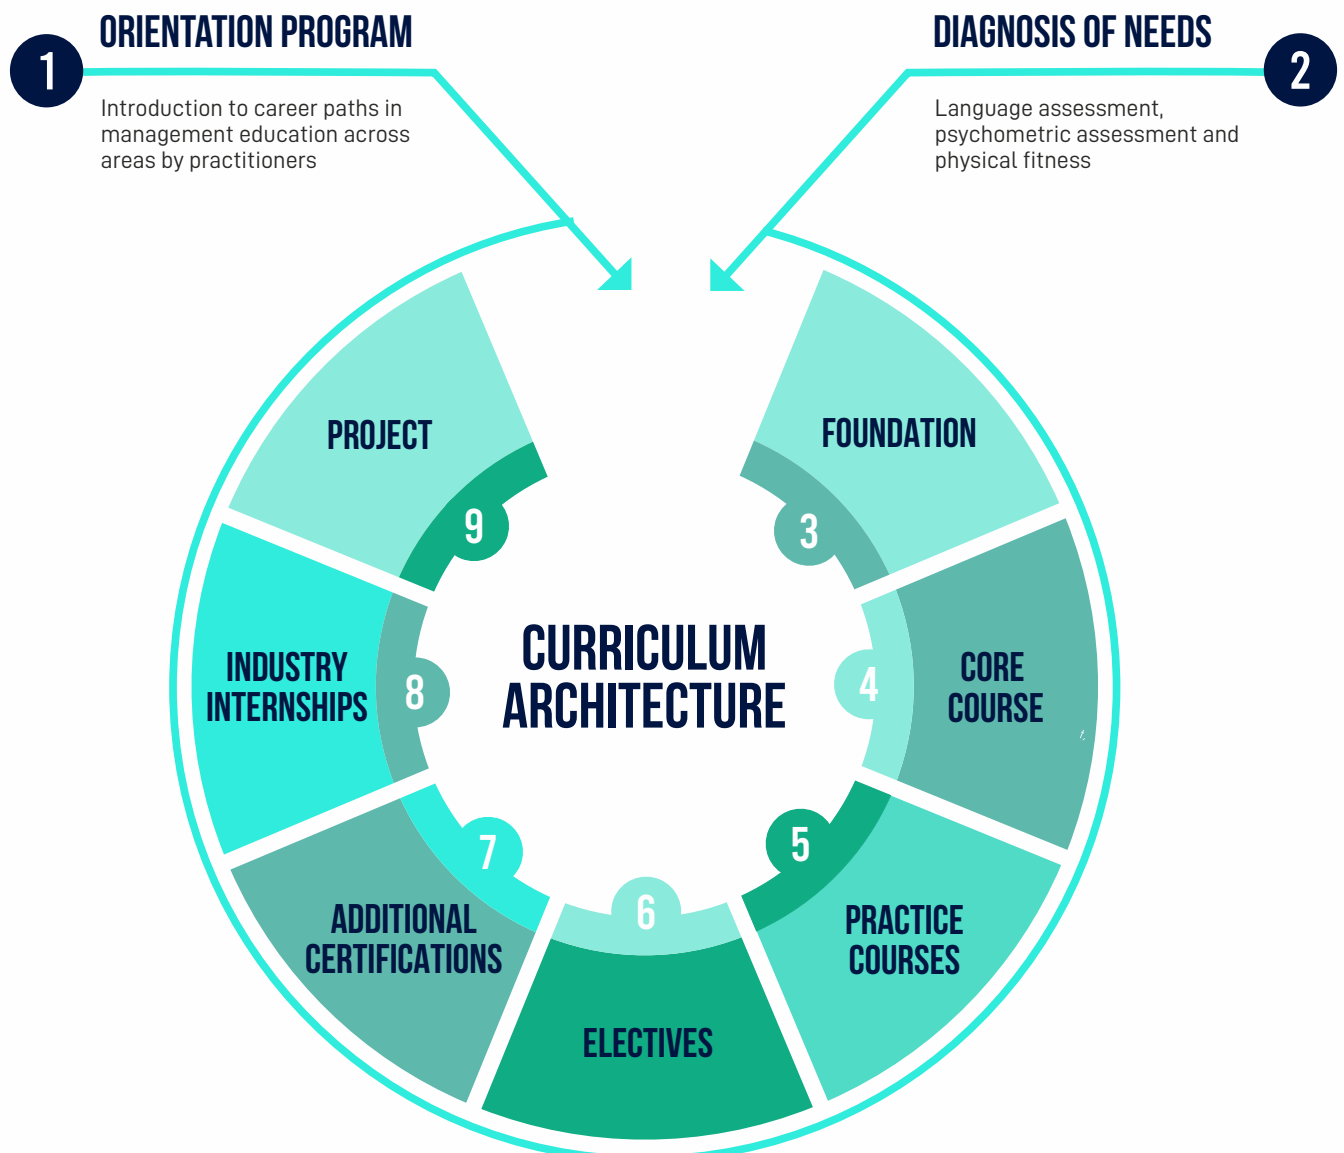 1
ORIENTATION PROGRAM
Introduction to career paths in
management education across
areas by practitioners
DIAGNOSIS OF NEEDS
2
Language assessment,
psychometric assessment and
physical fitness
FOUNDATION
3
CORE
COURSE
4
PRACTICE
COURSES
5
ELECTIVES
6
ADDITIONAL
CERTIFICATIONS
7
INDUSTRY
INTERNSHIPS
8
PROJECT
9
CURRICULUM
ARCHITECTURE